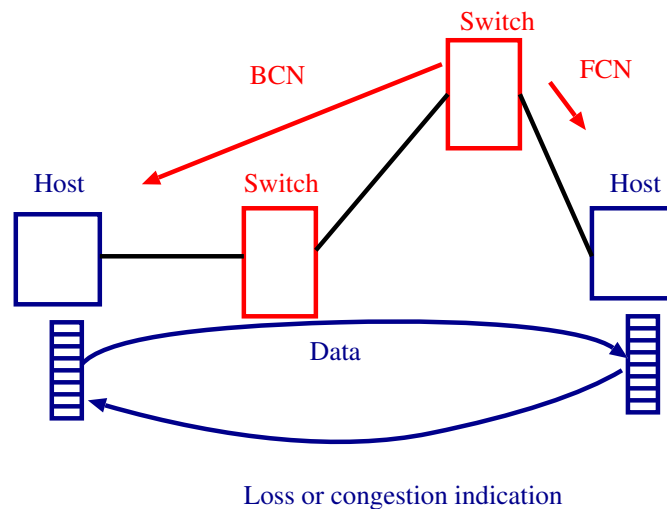 Switch
BCN
FCN
Host
Switch
Host
Data
Loss or congestion indication